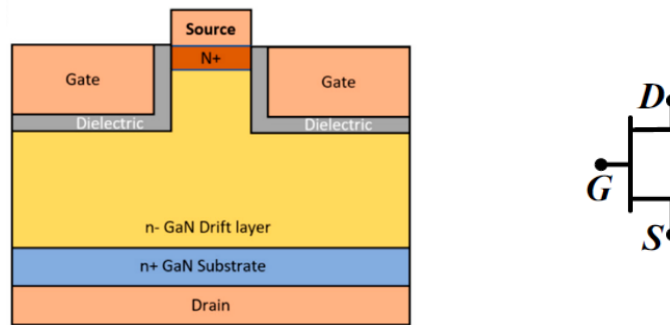 Source
N+
Gate
Gate
Dielectric
Dielectric
n- GaN Drift layer
n+ GaN Substrate
Drain
D
G
S